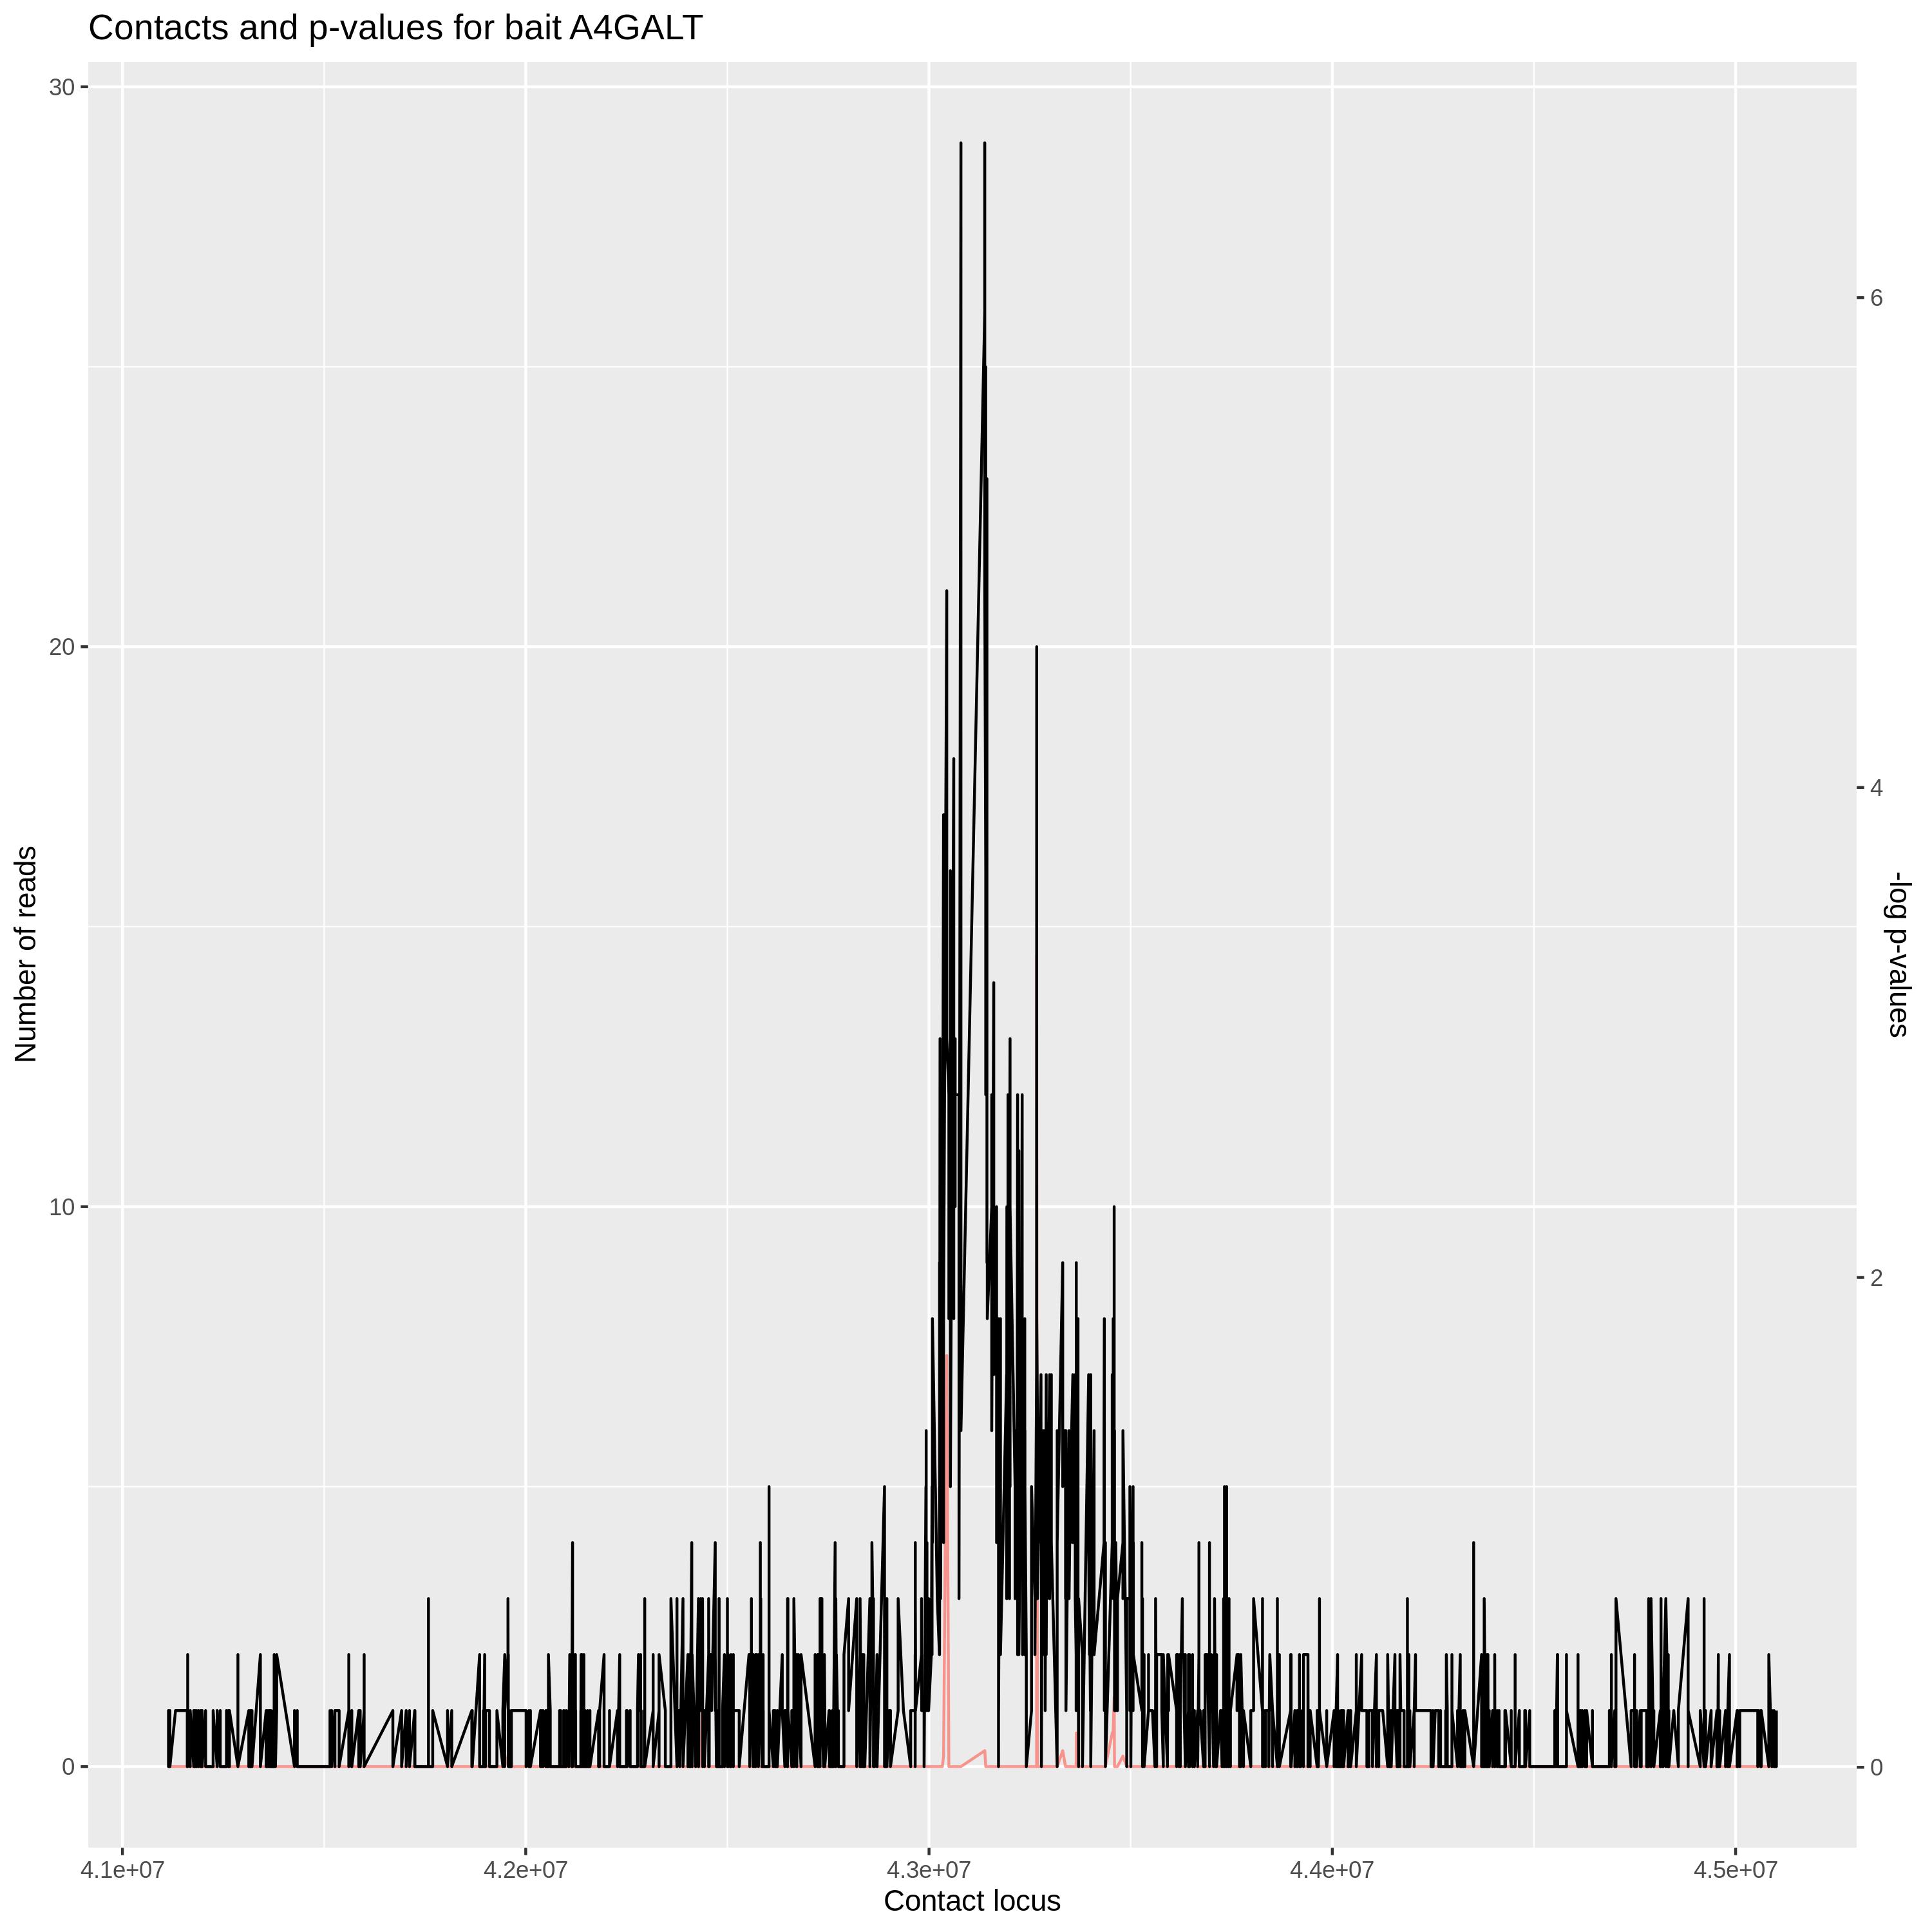 Contacts and p-values for bait A4GALT
30
20
10
0
Number of reads
6
4
2
0
-log p-values
4.1e+07 4.2e+07 4.3e+07 4.4e+07 4.5e+07
Contact locus